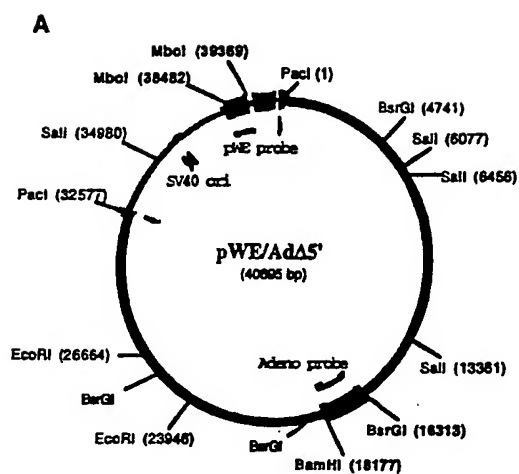 A
MboI (39369)
MboI (38482)
PacI (1)
BsrGI (4741)
SalI (6077)
SalI (6456)
SalI (34980)
pWE probe
SV40 ori
PacI (32577)
pWE/AdΔ5'
(40695 bp)
EcoRI (26664)
BsrGI
EcoRI (23946)
BsrGI
Adeno probe
SalI (13361)
BsrGI (16313)
BamHI (18177)